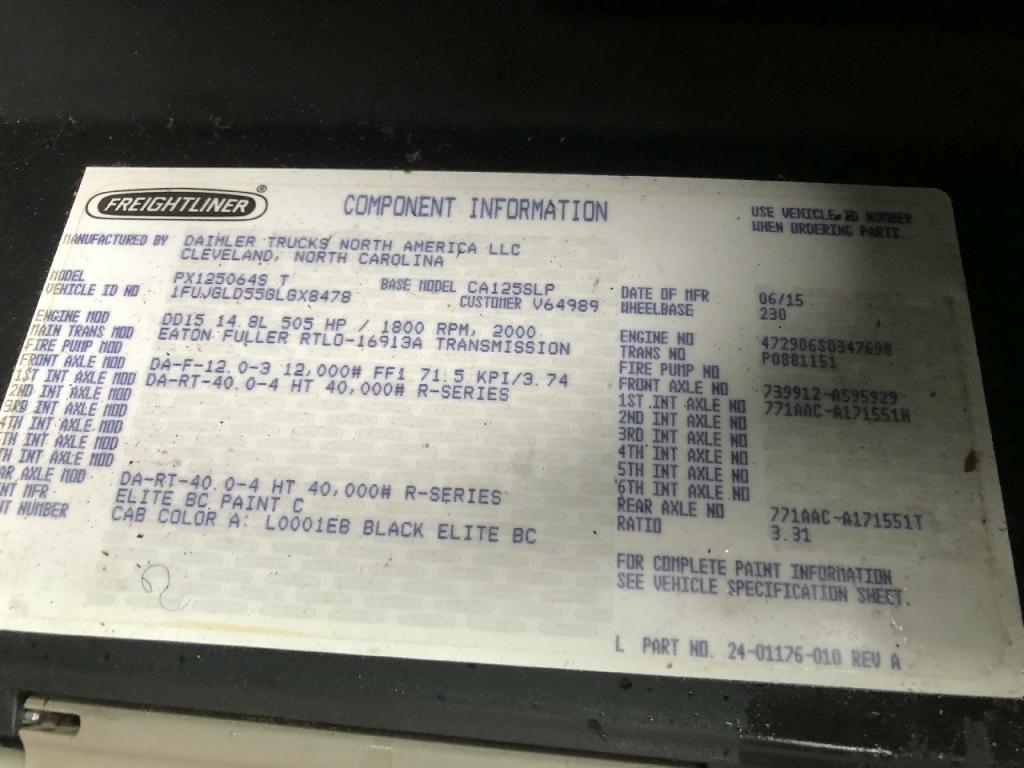 FREIGHTLINER®
COMPONENT INFORMATION
USE VEHICLE ID NUMBER
WHEN ORDERING PARTS.
MANUFACTURED BY DAIMLER TRUCKS NORTH AMERICA LLC
CLEVELAND, NORTH CAROLINA
MODEL PX125064S T BASE MODEL CA125SLP
VEHICLE ID NO 1FUJGLD55GLGX8478 CUSTOMER V64989
DATE OF MFR 06/15
WHEELBASE 230
ENGINE MOD DD15 14.8L 505 HP / 1800 RPM, 2000
MAIN TRANS MOD EATON FULLER RTLO-16913A TRANSMISSION
FIRE PUMP MOD
FRONT AXLE MOD DA-F-12.0-3 12,000# FF1 71.5 KPI/3.74
1ST INT AXLE MOD DA-RT-40.0-4 HT 40,000# R-SERIES
2ND INT AXLE MOD
3RD INT AXLE MOD
4TH INT AXLE MOD
TH INT AXLE MOD
TH INT AXLE MOD
AR AXLE MOD DA-RT-40.0-4 HT 40,000# R-SERIES
NT MFR ELITE BC PAINT C
NT NUMBER CAB COLOR A: L0001EB BLACK ELITE BC
ENGINE NO 472906S0347698
TRANS NO P0881151
FIRE PUMP NO
FRONT AXLE NO 739912-A595929
1ST INT AXLE NO 771AAC-A171551H
2ND INT AXLE NO
3RD INT AXLE NO
4TH INT AXLE NO
5TH INT AXLE NO
6TH INT AXLE NO
REAR AXLE NO 771AAC-A171551T
RATIO 3.31
FOR COMPLETE PAINT INFORMATION
SEE VEHICLE SPECIFICATION SHEET.
L PART NO. 24-01176-010 REV A